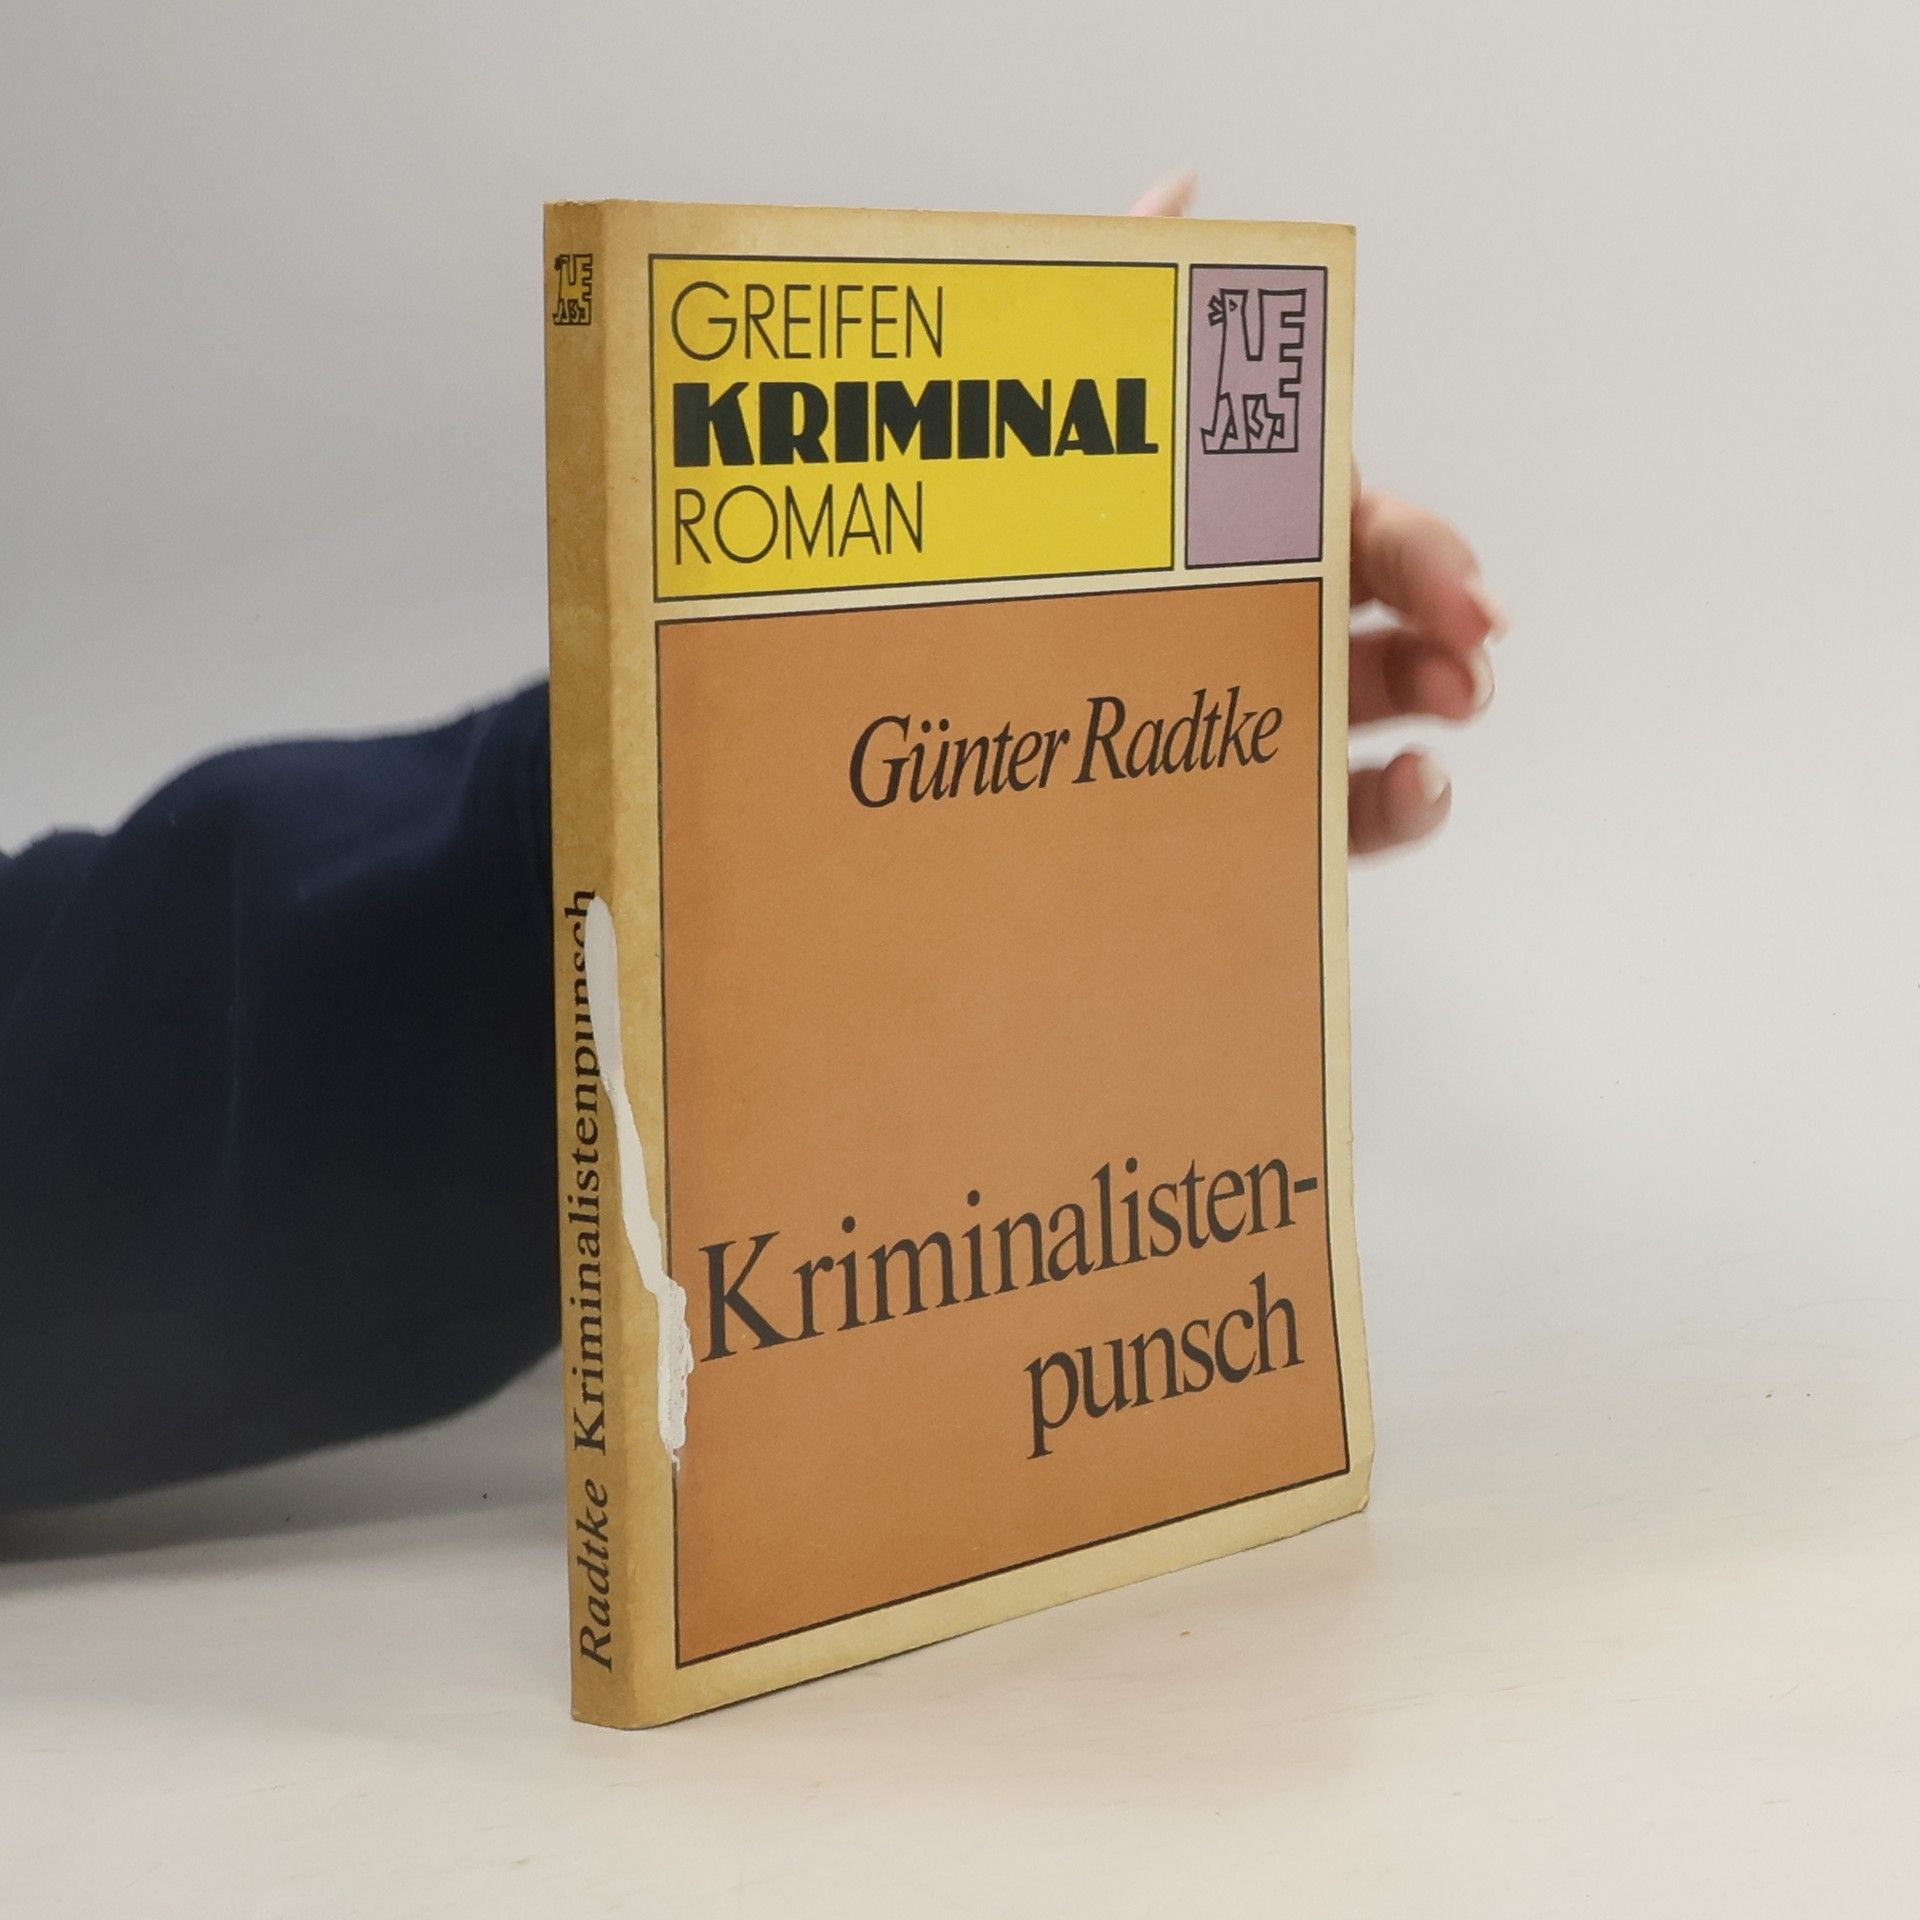 GREIFEN
KRIMINAL
ROMAN
Günter Radtke
Kriminalisten-
punsch
Radtke Kriminalistenpunsch